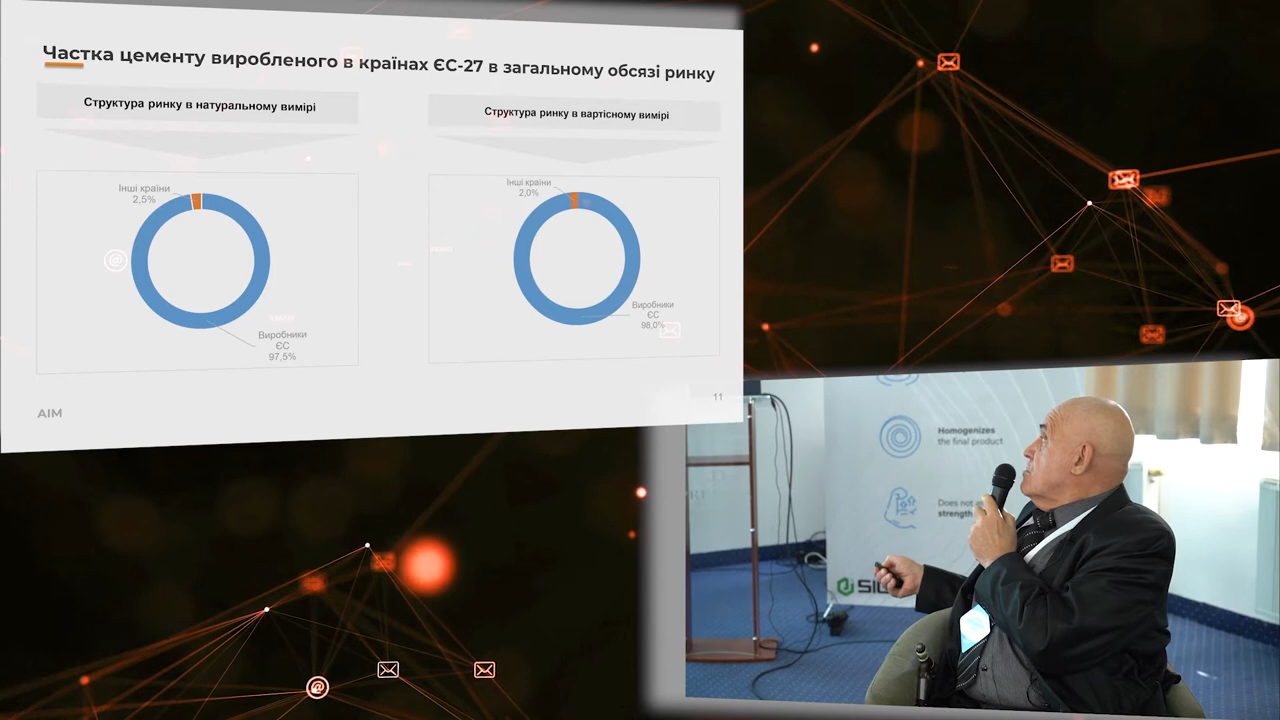 Частка цементу виробленого в країнах ЄС-27 в загальному обсязі ринку
Структура ринку в натуральному вимірі
Структура ринку в вартісному вимірі
Інші країни
2,5%
Виробники
ЄС
97,5%
Інші країни
2,0%
Виробники
ЄС
98,0%
AIM
11
Homogenizes
the final product
Does not
strength